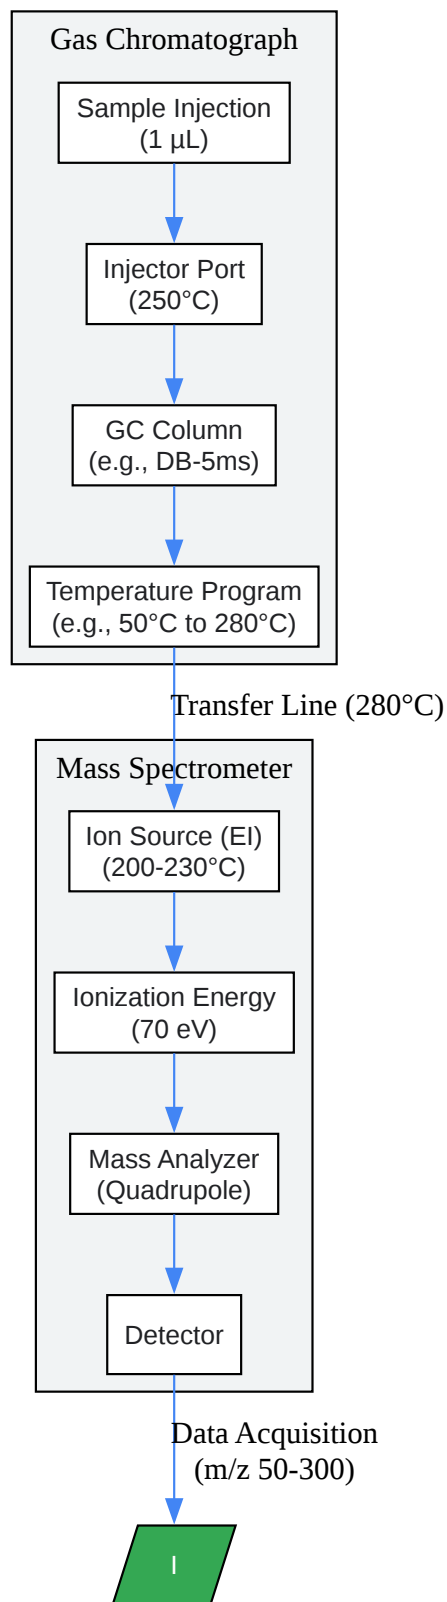 Gas Chromatograph
Sample Injection
(1 µL)
Injector Port
(250°C)
GC Column
(e.g., DB-5ms)
Temperature Program
(e.g., 50°C to 280°C)
Transfer Line (280°C)
Mass Spectrometer
Ion Source (EI)
(200-230°C)
Ionization Energy
(70 eV)
Mass Analyzer
(Quadrupole)
Detector
Data Acquisition
(m/z 50-300)
I